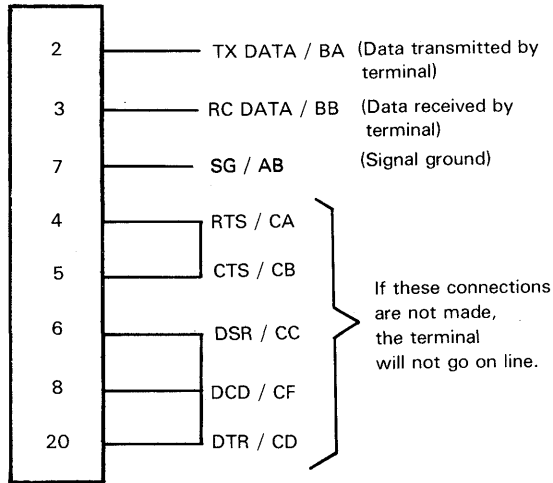 2 TX DATA / BA (Data transmitted by
terminal)
3 RC DATA / BB (Data received by
terminal)
7 SG / AB (Signal ground)
4 RTS / CA
5 CTS / CB
6 DSR / CC
8 DCD / CF
20 DTR / CD
If these connections
are not made,
the terminal
will not go on line.